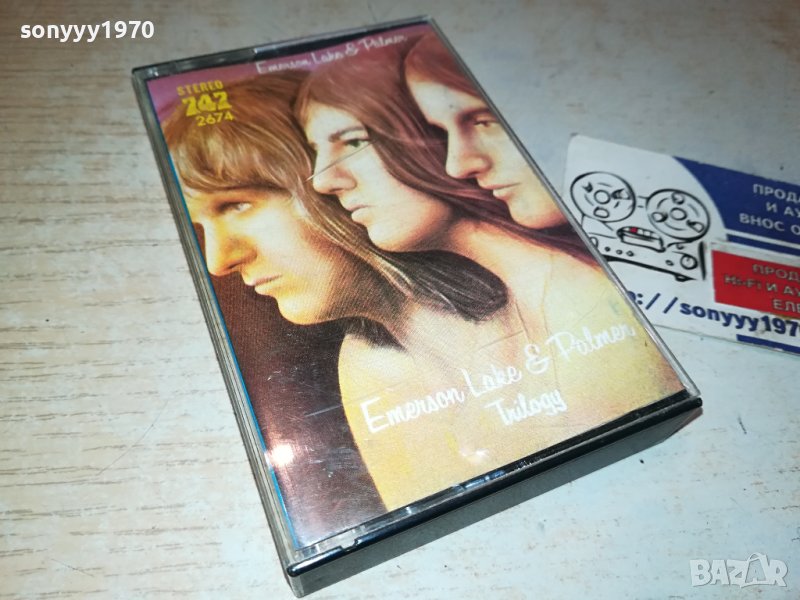 sonyyy1970
Emerson Lake & Palmer
STEREO
242
2674
Emerson Lake & Palmer
Trilogy
ПРОДА
И АУ
ВНОС О
ПРОД
Hi-Fi И АУ
ЕЛЕ
p://sonyyy1970
BAZAR